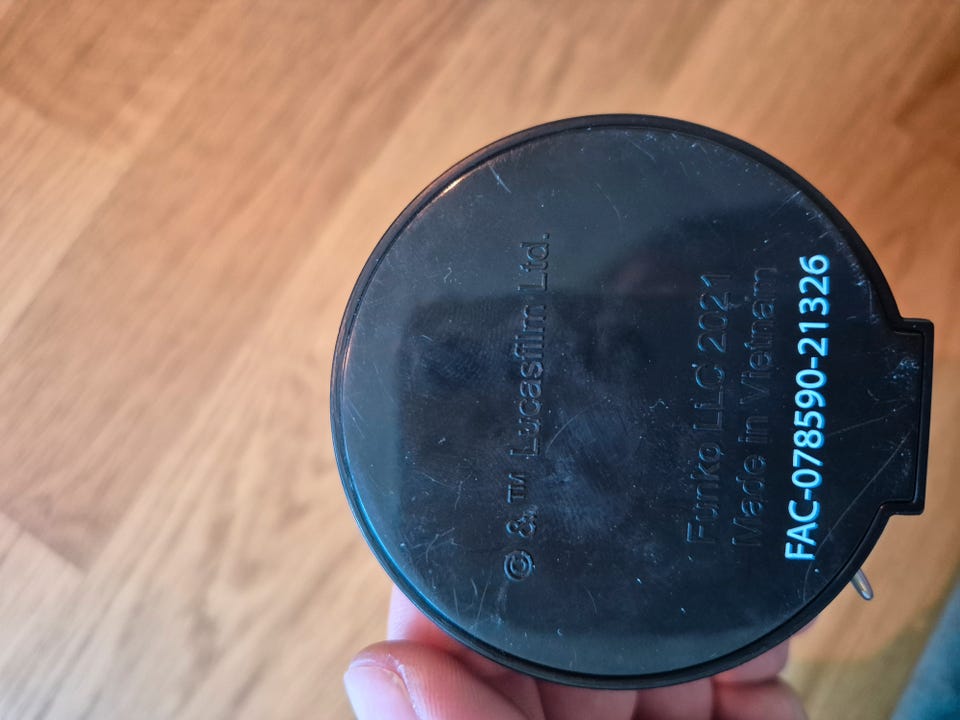 © & ™ Lucasfilm Ltd.
Funko LLC 2021
Made in Vietnam
FAC-078590-21326